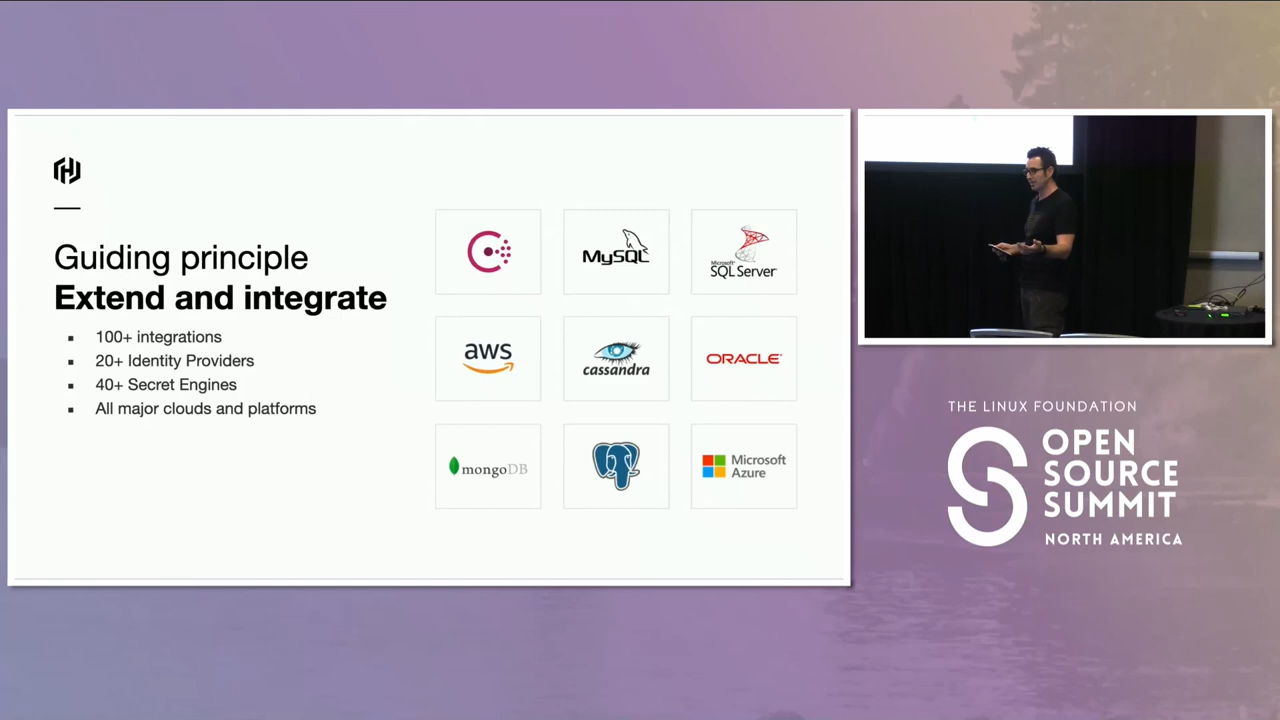 Guiding principle
Extend and integrate
▪ 100+ integrations
▪ 20+ Identity Providers
▪ 40+ Secret Engines
▪ All major clouds and platforms
MySQL
Microsoft®
SQL Server®
aws
cassandra
ORACLE®
mongoDB
Microsoft
Azure
THE LINUX FOUNDATION
OPEN
SOURCE
SUMMIT
NORTH AMERICA